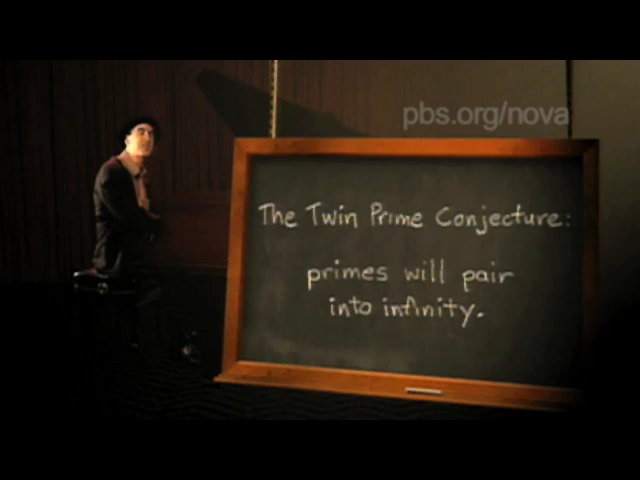 pbs.org/nova
The Twin Prime Conjecture:
primes will pair
into infinity.